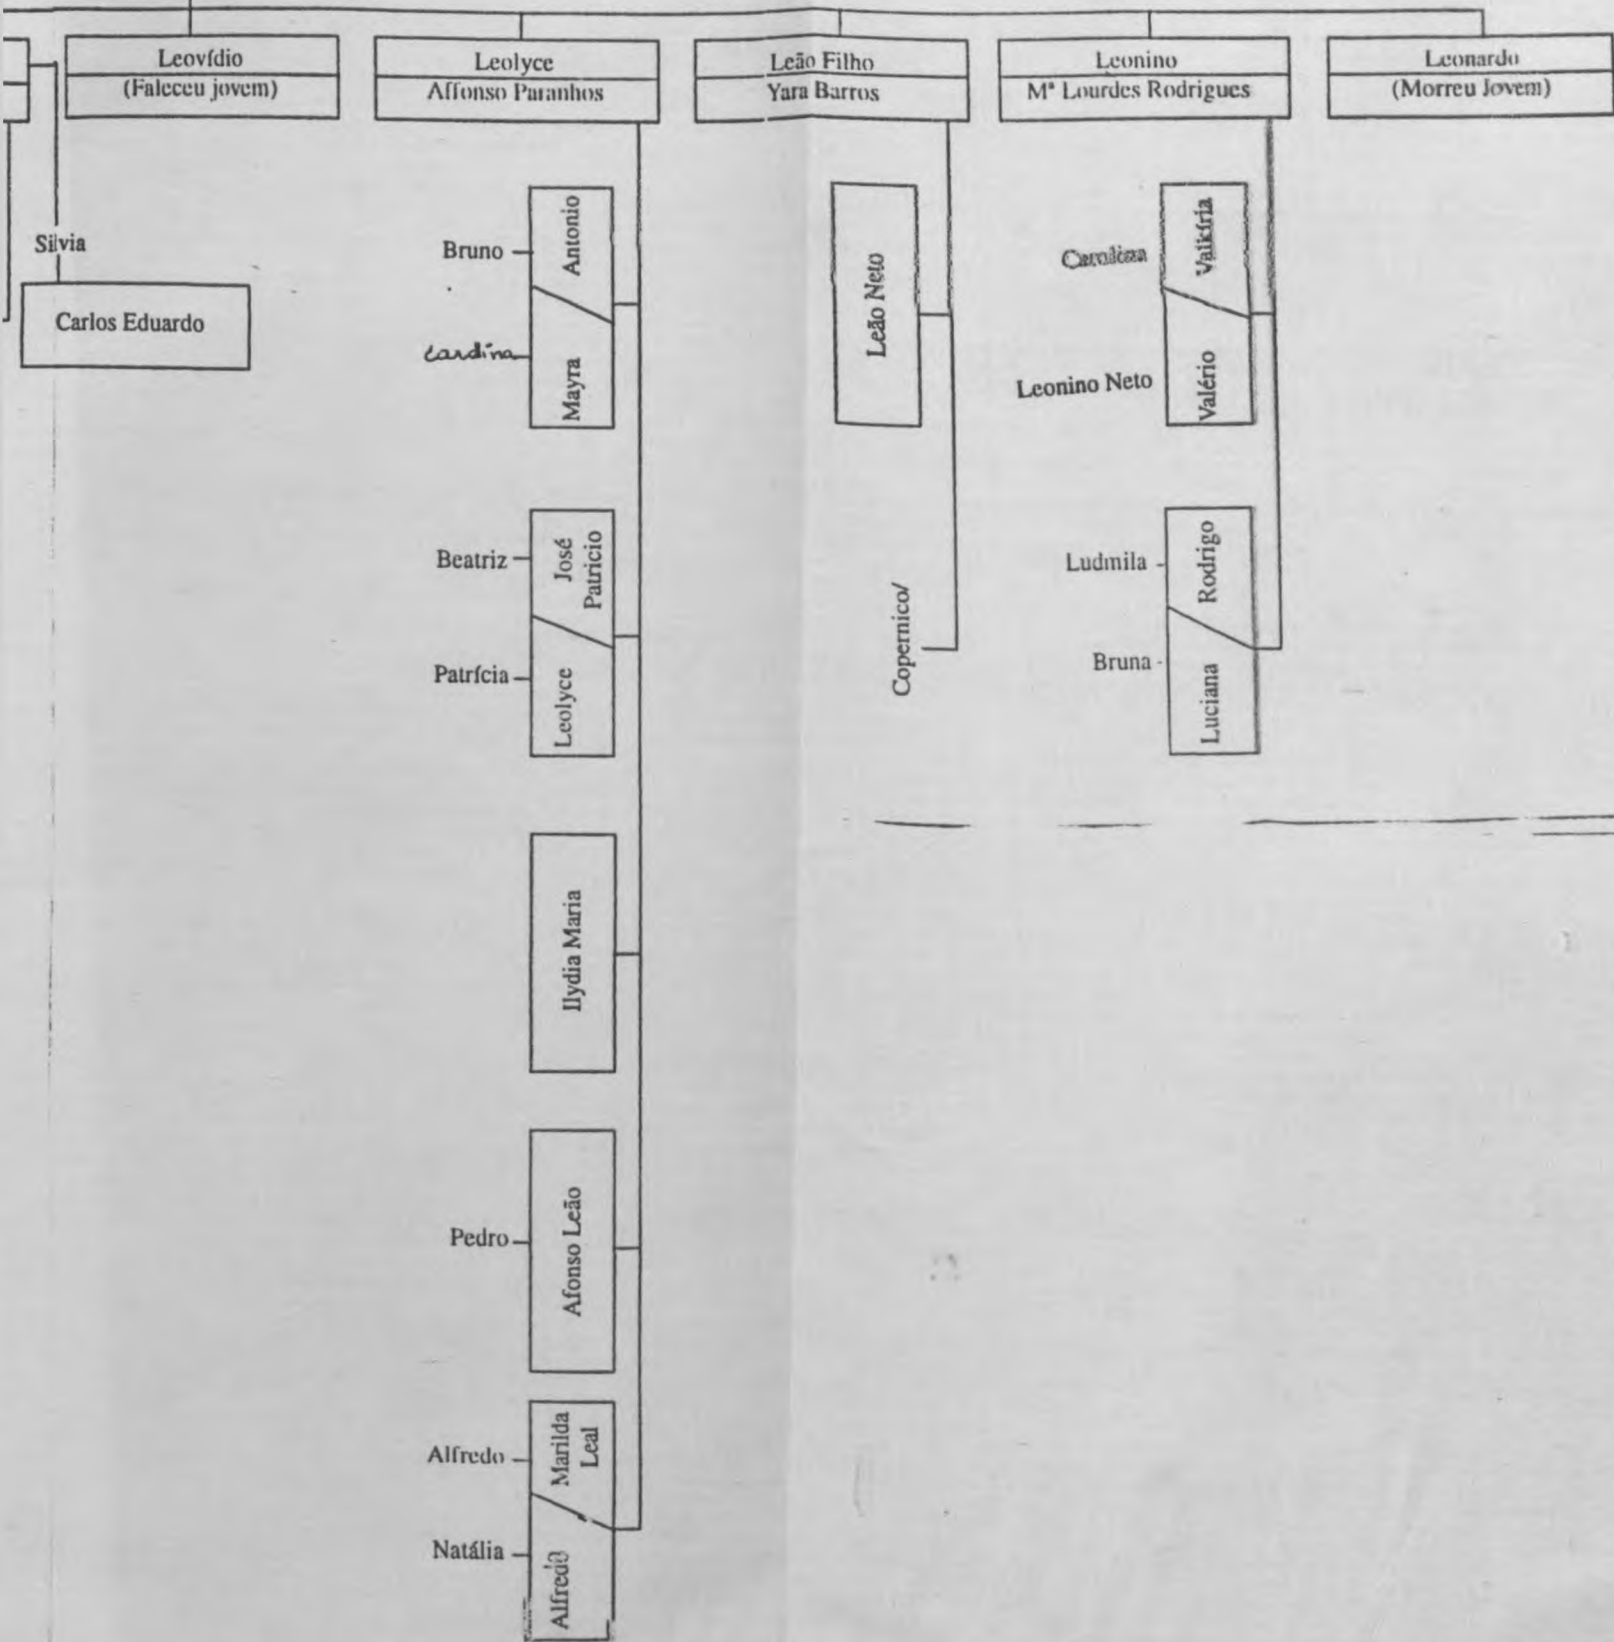 Leovídio
(Faleceu jovem)
Leolyce
Affonso Paranhos
Leão Filho
Yara Barros
Leonino
Mª Lourdes Rodrigues
Leonardo
(Morreu Jovem)
Silvia
Carlos Eduardo
Bruno
Antonio
Mayra
Beatriz
José
Patricio
Patrícia
Leolyce
Ilydia Maria
Pedro
Afonso Leão
Alfredo
Marilda
Leal
Natália
Alfredo
Leão Neto
Copernico/
Carolina
Valkíria
Leonino Neto
Valério
Ludmila
Rodrigo
Bruna
Luciana